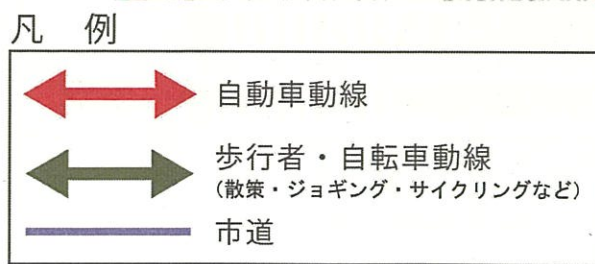 凡　例
自動車動線
歩行者・自転車動線
(散策・ジョギング・サイクリングなど)
市道